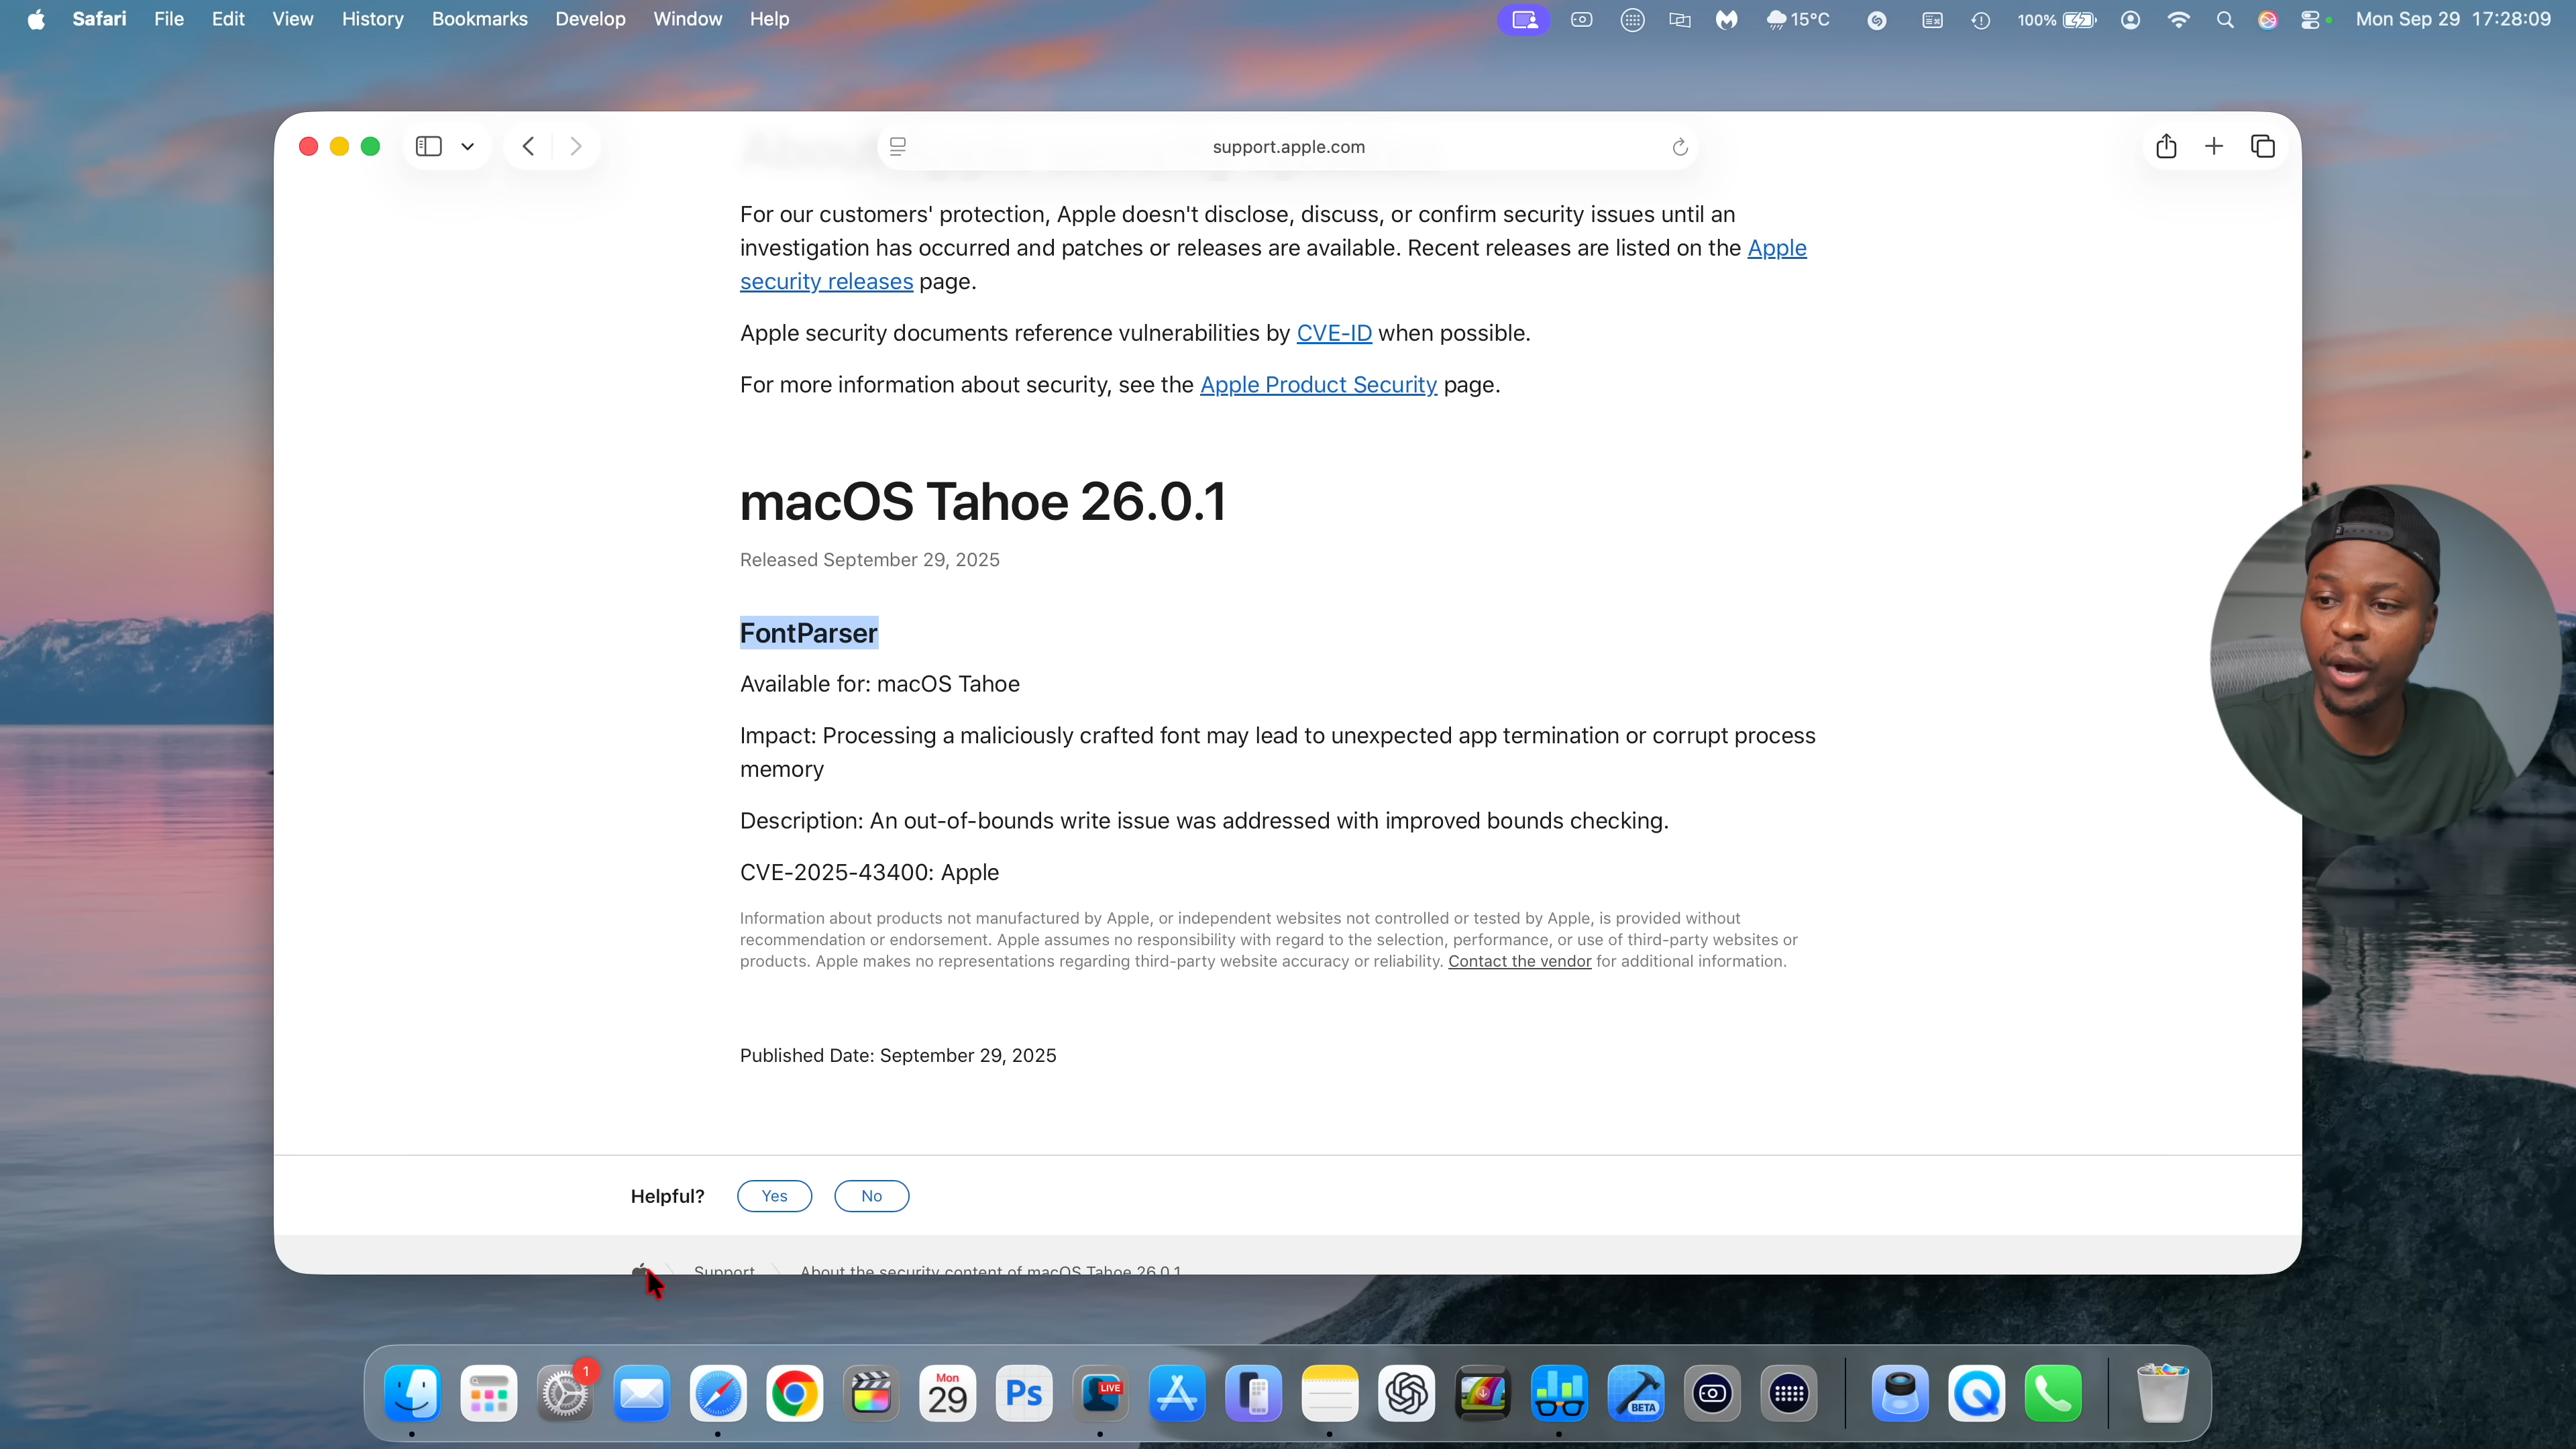 Safari File Edit View History Bookmarks Develop Window Help 15°C 100% Mon Sep 29 17:28:09
support.apple.com
For our customers' protection, Apple doesn't disclose, discuss, or confirm security issues until an
investigation has occurred and patches or releases are available. Recent releases are listed on the Apple
security releases page.
Apple security documents reference vulnerabilities by CVE-ID when possible.
For more information about security, see the Apple Product Security page.
macOS Tahoe 26.0.1
Released September 29, 2025
FontParser
Available for: macOS Tahoe
Impact: Processing a maliciously crafted font may lead to unexpected app termination or corrupt process
memory
Description: An out-of-bounds write issue was addressed with improved bounds checking.
CVE-2025-43400: Apple
Information about products not manufactured by Apple, or independent websites not controlled or tested by Apple, is provided without
recommendation or endorsement. Apple assumes no responsibility with regard to the selection, performance, or use of third-party websites or
products. Apple makes no representations regarding third-party website accuracy or reliability. Contact the vendor for additional information.
Published Date: September 29, 2025
Helpful? Yes No
Support About the security content of macOS Tahoe 26.0.1
1
Mon
29
Ps
LIVE
BETA